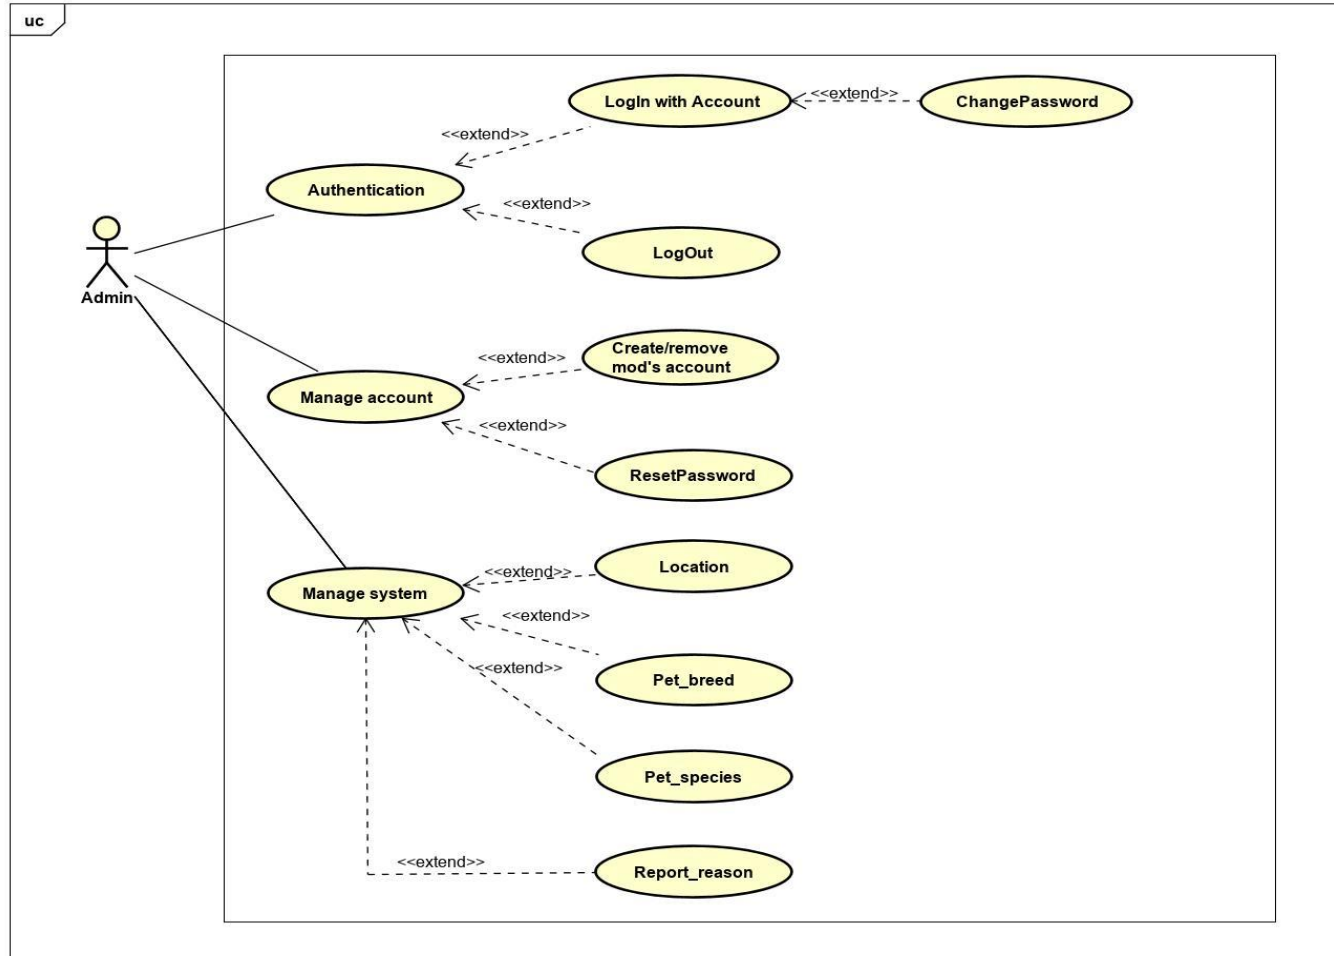 uc
LogIn with Account
<<extend>>
ChangePassword
<<extend>>
Authentication
<<extend>>
LogOut
Admin
Create/remove
mod's account
<<extend>>
Manage account
<<extend>>
ResetPassword
Location
<<extend>>
Manage system
<<extend>>
Pet_breed
<<extend>>
Pet_species
<<extend>>
Report_reason